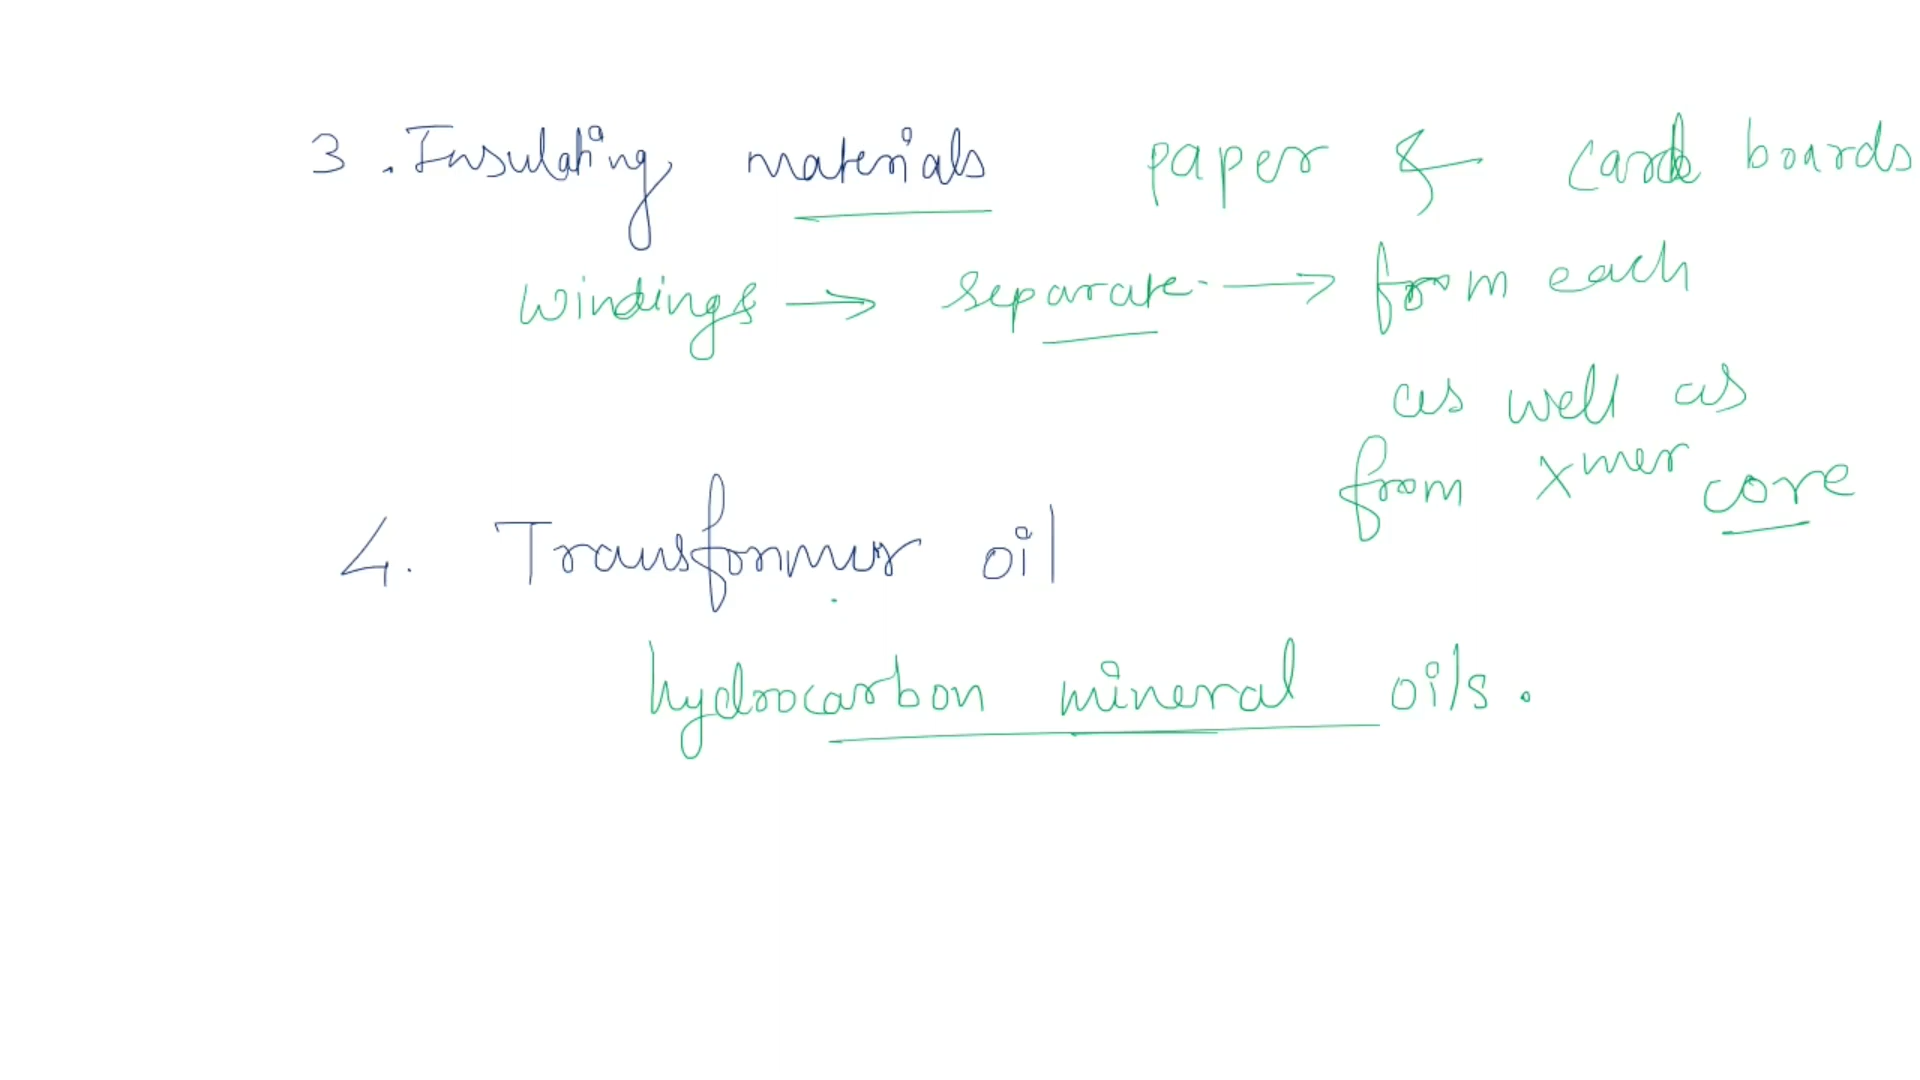 3. Insulating materials paper & card boards
windings → separate → from each
as well as
from xmer core
4. Transformer oil
hydrocarbon mineral oils.